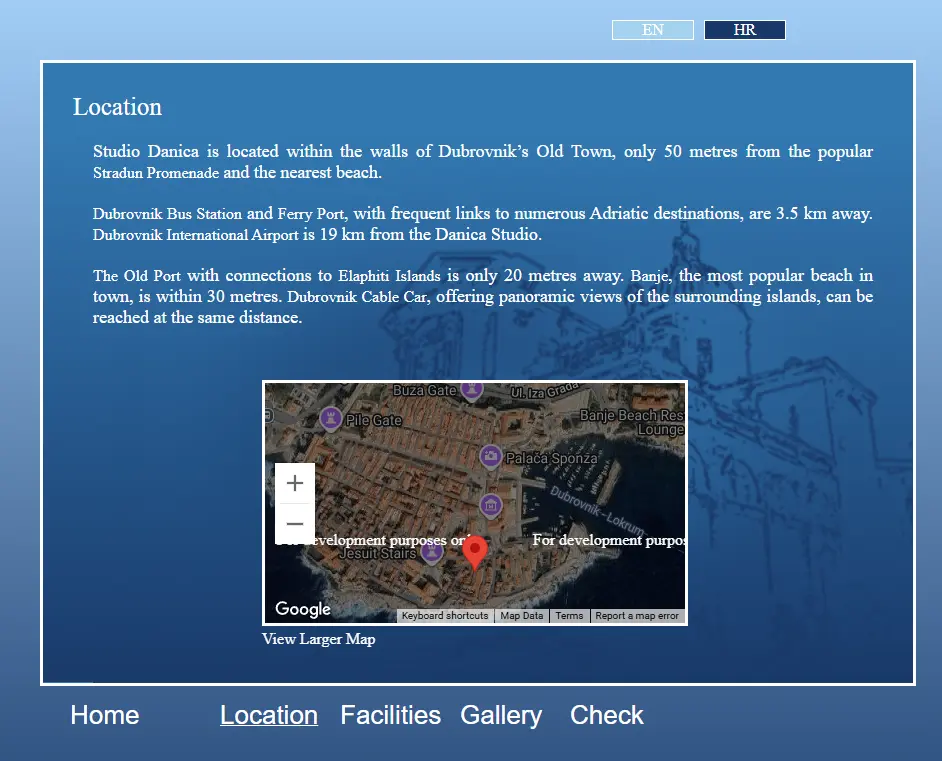 EN HR
Location
Studio Danica is located within the walls of Dubrovnik’s Old Town, only 50 metres from the popular
Stradun Promenade and the nearest beach.
Dubrovnik Bus Station and Ferry Port, with frequent links to numerous Adriatic destinations, are 3.5 km away.
Dubrovnik International Airport is 19 km from the Danica Studio.
The Old Port with connections to Elaphiti Islands is only 20 metres away. Banje, the most popular beach in
town, is within 30 metres. Dubrovnik Cable Car, offering panoramic views of the surrounding islands, can be
reached at the same distance.
Buža Gate
Ul. Iza Grada
Pile Gate
Banje Beach Res
Lounge
Palača Sponza
Dubrovnik - Lokrum
development purposes
For development purpos
Jesuit Stairs
Google
Keyboard shortcuts Map Data Terms Report a map error
View Larger Map
Home Location Facilities Gallery Check